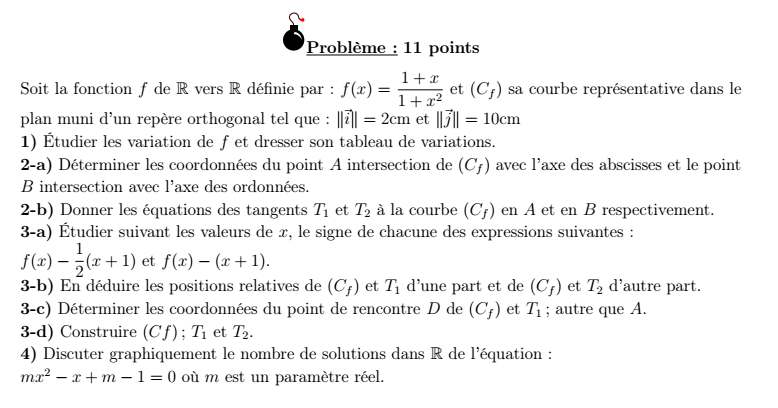 Problème : 11 points
Soit la fonction f de ℝ vers ℝ définie par : f(x) = (1 + x)/(1 + x²) et (C_f) sa courbe représentative dans le
plan muni d'un repère orthogonal tel que : ‖i⃗‖ = 2cm et ‖j⃗‖ = 10cm
1) Étudier les variation de f et dresser son tableau de variations.
2-a) Déterminer les coordonnées du point A intersection de (C_f) avec l'axe des abscisses et le point
B intersection avec l'axe des ordonnées.
2-b) Donner les équations des tangents T₁ et T₂ à la courbe (C_f) en A et en B respectivement.
3-a) Étudier suivant les valeurs de x, le signe de chacune des expressions suivantes :
f(x) − 1/2(x + 1) et f(x) − (x + 1).
3-b) En déduire les positions relatives de (C_f) et T₁ d'une part et de (C_f) et T₂ d'autre part.
3-c) Déterminer les coordonnées du point de rencontre D de (C_f) et T₁ ; autre que A.
3-d) Construire (Cf) ; T₁ et T₂.
4) Discuter graphiquement le nombre de solutions dans ℝ de l'équation :
mx² − x + m − 1 = 0 où m est un paramètre réel.